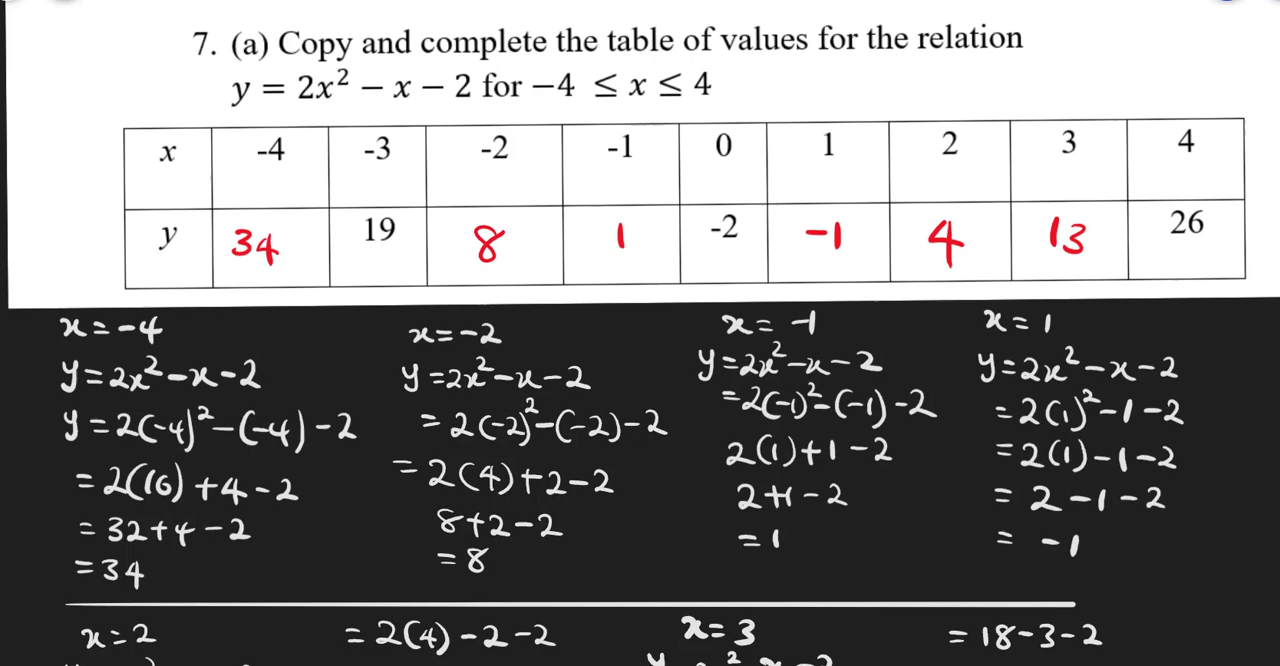 7. (a) Copy and complete the table of values for the relation
y = 2x² − x − 2 for −4 ≤ x ≤ 4
x -4 -3 -2 -1 0 1 2 3 4
y 34 19 8 1 -2 -1 4 13 26
x=-4
y=2x²-x-2
y=2(-4)²-(-4)-2
=2(16)+4-2
=32+4-2
=34
x=-2
y=2x²-x-2
=2(-2)²-(-2)-2
=2(4)+2-2
8+2-2
=8
x=-1
y=2x²-x-2
=2(-1)²-(-1)-2
2(1)+1-2
2+1-2
=1
x=1
y=2x²-x-2
=2(1)²-1-2
=2(1)-1-2
=2-1-2
=-1
x=2
=2(4)-2-2
x=3
=18-3-2